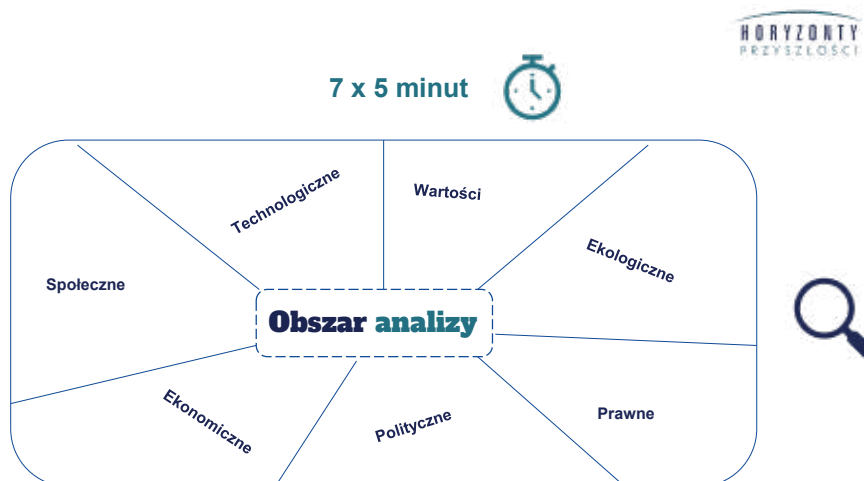 HORYZONTY
PRZYSZŁOŚCI
7 x 5 minut
Technologiczne
Wartości
Ekologiczne
Społeczne
Obszar analizy
Ekonomiczne
Polityczne
Prawne